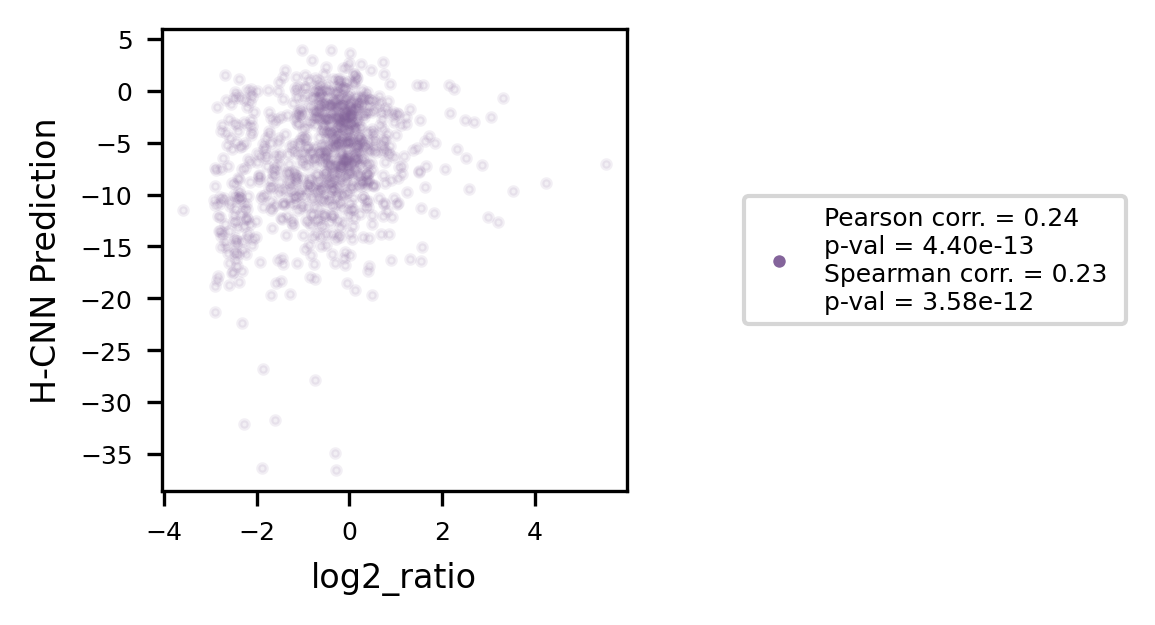 5
0
−5
−10
−15
−20
−25
−30
−35
H-CNN Prediction
−4
−2
0
2
4
log2_ratio
Pearson corr. = 0.24
p-val = 4.40e-13
Spearman corr. = 0.23
p-val = 3.58e-12